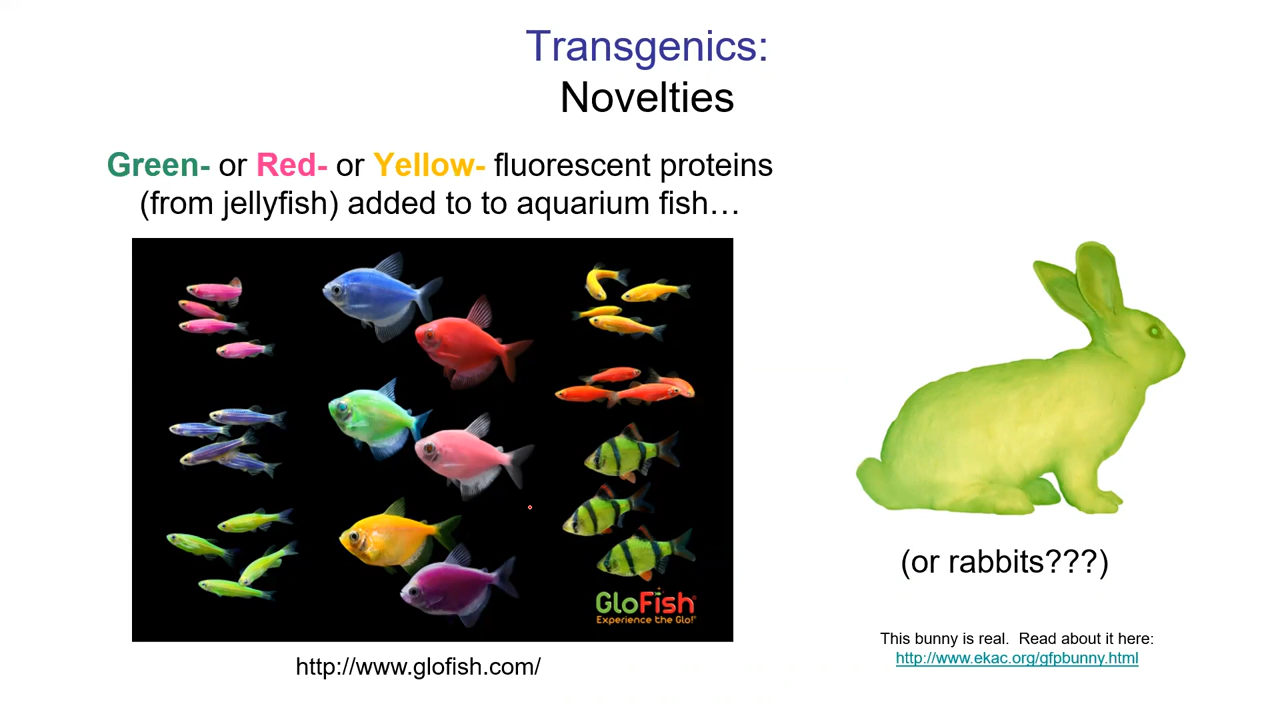 Transgenics:
Novelties
Green- or Red- or Yellow- fluorescent proteins
(from jellyfish) added to to aquarium fish…
GloFish®
Experience the Glo!®
(or rabbits???)
This bunny is real.  Read about it here:
http://www.ekac.org/gfpbunny.html
http://www.glofish.com/